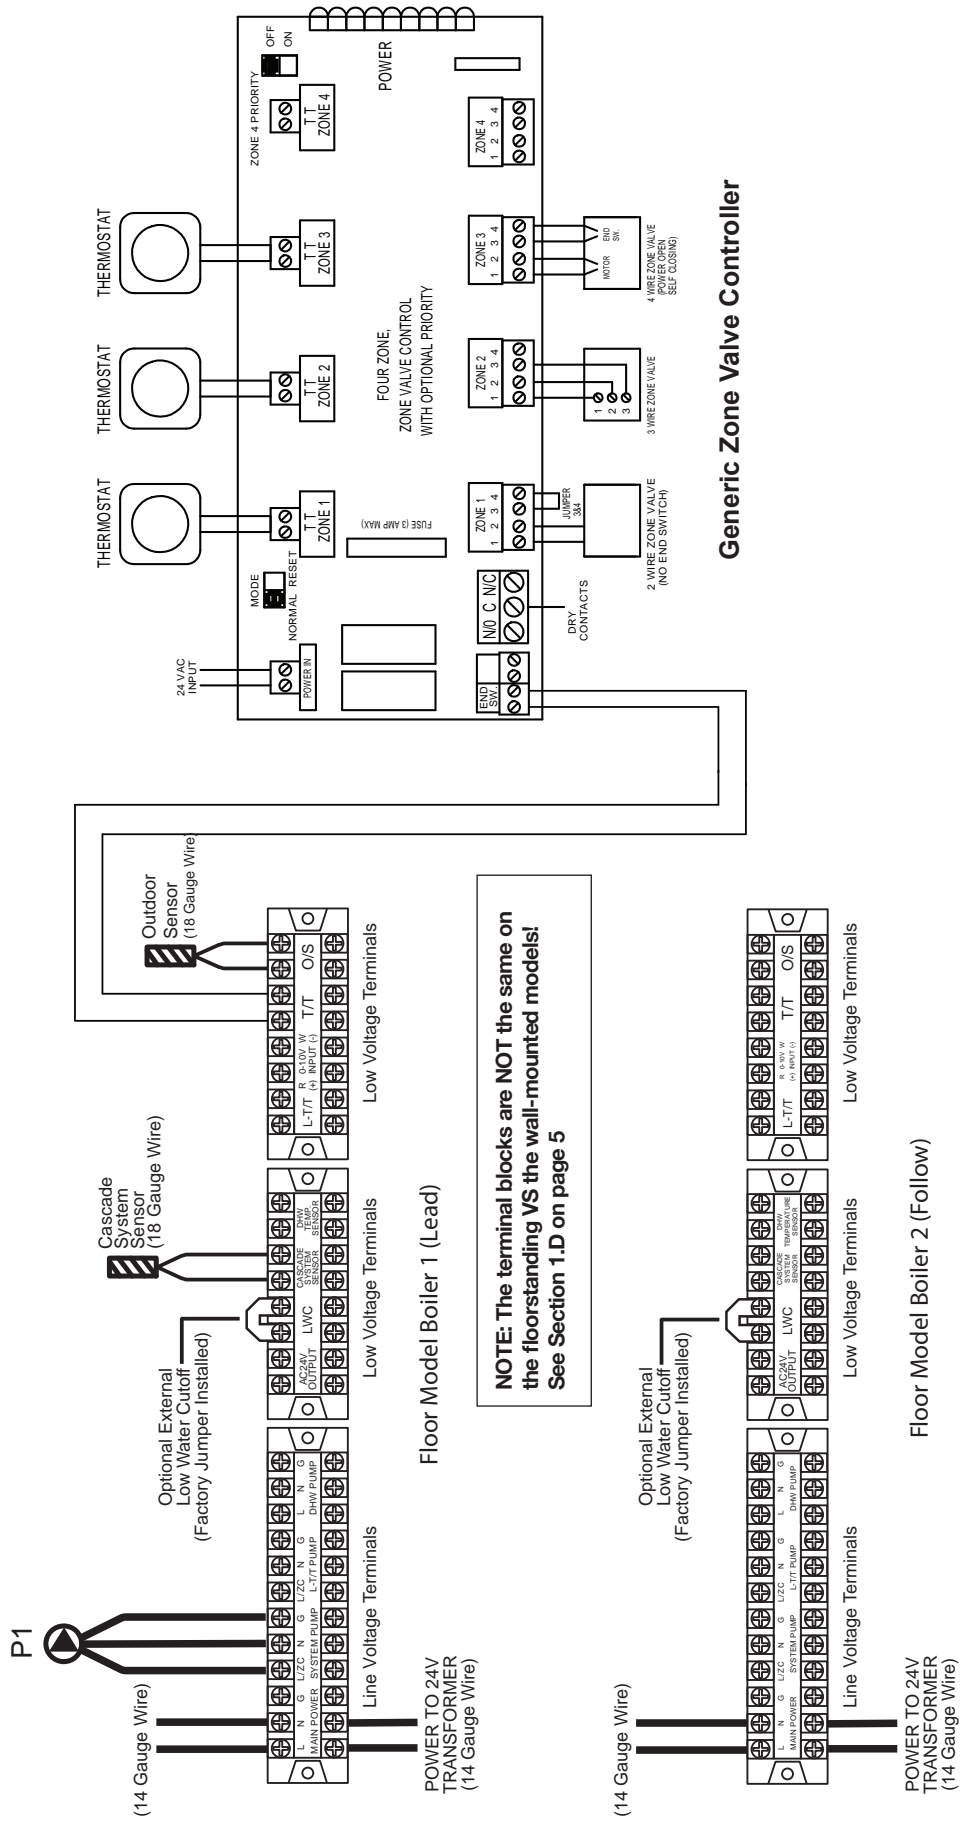 P1
(14 Gauge Wire)
Optional External
Low Water Cutoff
(Factory Jumper Installed)
Cascade
System
Sensor
(18 Gauge Wire)
Outdoor
Sensor
(18 Gauge Wire)
L N G L/ZC N G L/ZC N G L N G
MAIN POWER SYSTEM PUMP L-T/T PUMP DHW PUMP
AC24V
OUTPUT
LWC
CASCADE
SYSTEM
SENSOR
DHW
TEMP.
SENSOR
L-T/T
R 0-10V W
(+) INPUT (-)
T/T
O/S
Line Voltage Terminals
Low Voltage Terminals
Low Voltage Terminals
POWER TO 24V
TRANSFORMER
(14 Gauge Wire)
Floor Model Boiler 1 (Lead)
NOTE: The terminal blocks are NOT the same on
the floorstanding VS the wall-mounted models!
See Section 1.D on page 5
(14 Gauge Wire)
Optional External
Low Water Cutoff
(Factory Jumper Installed)
L N G L/ZC N G L/ZC N G L N G
MAIN POWER SYSTEM PUMP L-T/T PUMP DHW PUMP
AC24V
OUTPUT
LWC
CASCADE
SYSTEM
SENSOR
DHW
TEMPERATURE
SENSOR
L-T/T
R 0-10V W
(+) INPUT (-)
T/T
O/S
Line Voltage Terminals
Low Voltage Terminals
Low Voltage Terminals
POWER TO 24V
TRANSFORMER
(14 Gauge Wire)
Floor Model Boiler 2 (Follow)
THERMOSTAT
THERMOSTAT
THERMOSTAT
24 VAC
INPUT
MODE
NORMAL RESET
ZONE 4 PRIORITY
OFF
ON
POWER IN
T T
ZONE 1
T T
ZONE 2
T T
ZONE 3
T T
ZONE 4
FUSE (3 AMP MAX)
FOUR ZONE,
ZONE VALVE CONTROL
WITH OPTIONAL PRIORITY
POWER
END
SW.
N/O C N/C
ZONE 1
1 2 3 4
ZONE 2
1 2 3 4
ZONE 3
1 2 3 4
ZONE 4
1 2 3 4
DRY
CONTACTS
JUMPER
3&4
1
2
3
MOTOR
END
SW.
2 WIRE ZONE VALVE
(NO END SWITCH)
3 WIRE ZONE VALVE
4 WIRE ZONE VALVE
(POWER OPEN
SELF CLOSING)
Generic Zone Valve Controller